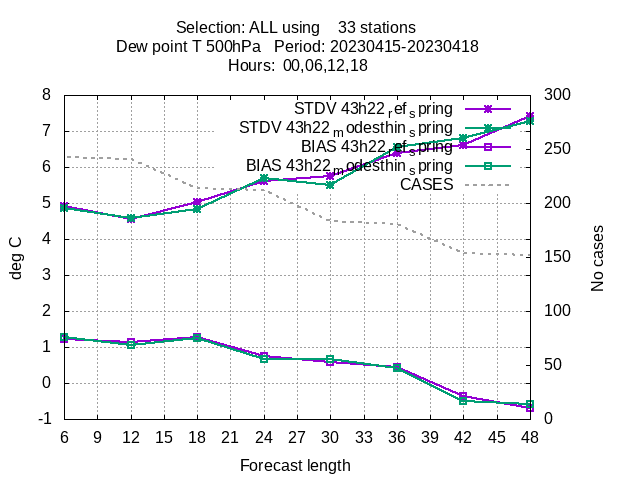 Selection: ALL using 33 stations
Dew point T 500hPa Period: 20230415-20230418
Hours: 00,06,12,18
STDV 43h22_ref_spring
STDV 43h22_modesthin_spring
BIAS 43h22_ref_spring
BIAS 43h22_modesthin_spring
CASES
8
7
6
5
4
3
2
1
0
-1
deg C
300
250
200
150
100
50
0
No cases
6 9 12 15 18 21 24 27 30 33 36 39 42 45 48
Forecast length